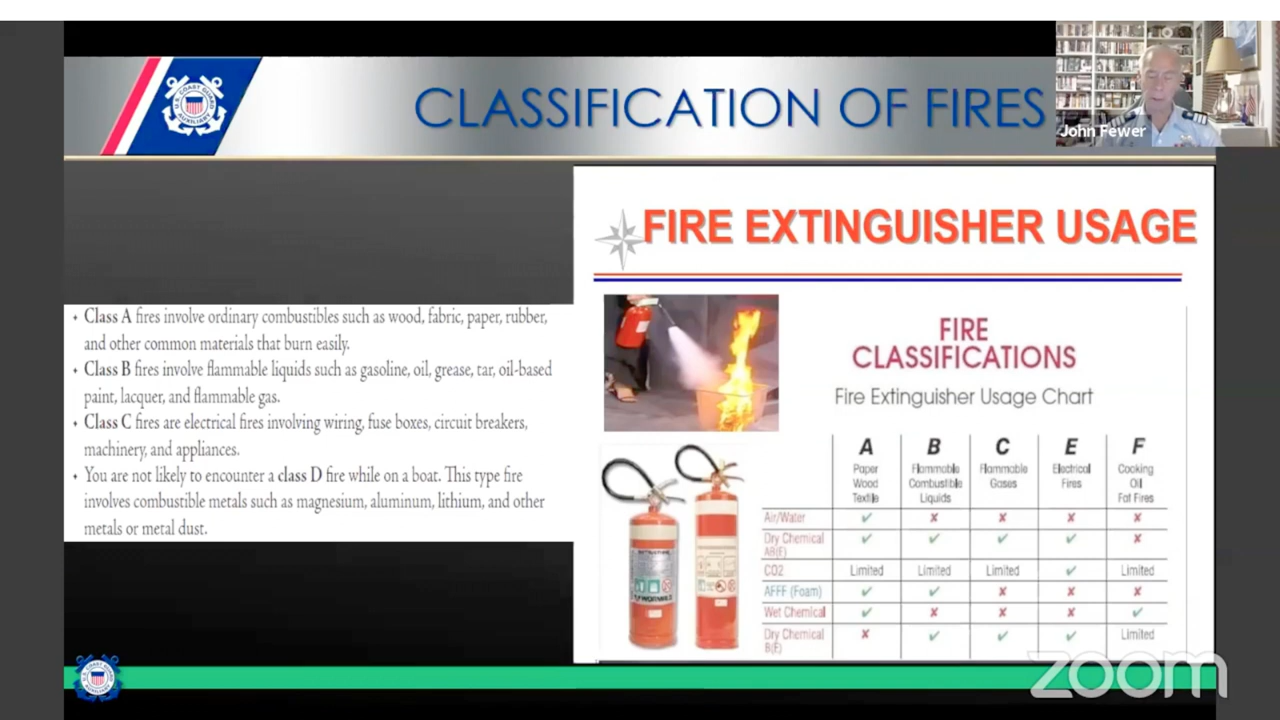 CLASSIFICATION OF FIRES
U.S. COAST GUARD
AUXILIARY
John Fewer
FIRE EXTINGUISHER USAGE
• Class A fires involve ordinary combustibles such as wood, fabric, paper, rubber,
and other common materials that burn easily.
• Class B fires involve flammable liquids such as gasoline, oil, grease, tar, oil-based
paint, lacquer, and flammable gas.
• Class C fires are electrical fires involving wiring, fuse boxes, circuit breakers,
machinery, and appliances.
• You are not likely to encounter a class D fire while on a boat. This type fire
involves combustible metals such as magnesium, aluminum, lithium, and other
metals or metal dust.
FIRE
CLASSIFICATIONS
Fire Extinguisher Usage Chart
A B C E F
Paper Flammable Flammable Electrical Cooking
Wood Combustible Gases Fires Oil
Textile Liquids Fat Fires
Air/Water ✓ ✗ ✗ ✗ ✗
Dry Chemical ✓ ✓ ✓ ✓ ✗
AB(E)
CO2 Limited Limited Limited ✓ Limited
AFFF (Foam) ✓ ✓ ✗ ✗ ✗
Wet Chemical ✓ ✗ ✗ ✗ ✓
Dry Chemical ✗ ✓ ✓ ✓ Limited
B(E)
zoom